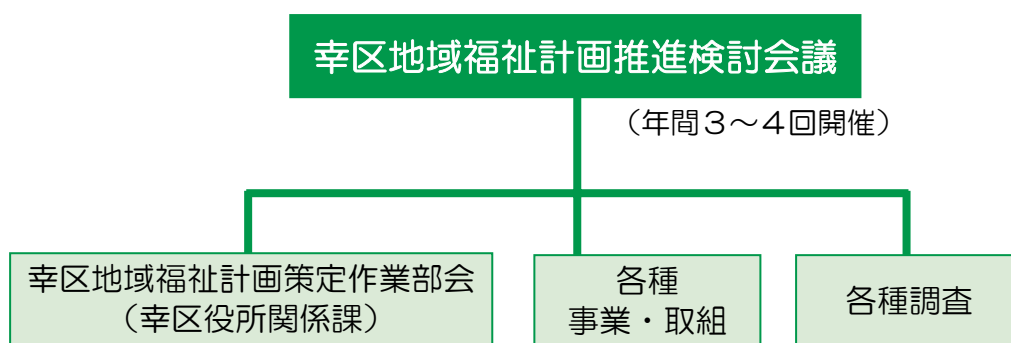 幸区地域福祉計画推進検討会議
（年間３～４回開催）
幸区地域福祉計画策定作業部会
（幸区役所関係課）
各種
事業・取組
各種調査